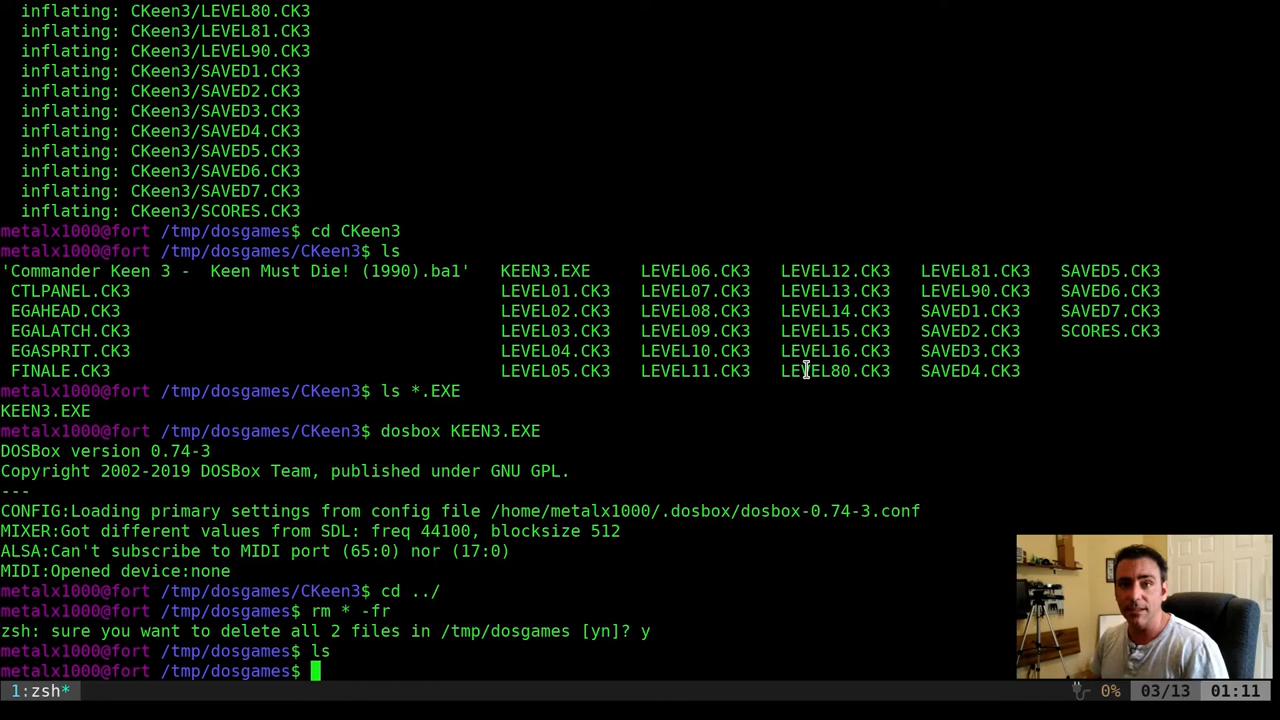 inflating: CKeen3/LEVEL80.CK3
inflating: CKeen3/LEVEL81.CK3
inflating: CKeen3/LEVEL90.CK3
inflating: CKeen3/SAVED1.CK3
inflating: CKeen3/SAVED2.CK3
inflating: CKeen3/SAVED3.CK3
inflating: CKeen3/SAVED4.CK3
inflating: CKeen3/SAVED5.CK3
inflating: CKeen3/SAVED6.CK3
inflating: CKeen3/SAVED7.CK3
inflating: CKeen3/SCORES.CK3
metalx1000@fort /tmp/dosgames$ cd CKeen3
metalx1000@fort /tmp/dosgames/CKeen3$ ls
'Commander Keen 3 -  Keen Must Die! (1990).ba1'   KEEN3.EXE     LEVEL06.CK3   LEVEL12.CK3   LEVEL81.CK3   SAVED5.CK3
CTLPANEL.CK3   LEVEL01.CK3   LEVEL07.CK3   LEVEL13.CK3   LEVEL90.CK3   SAVED6.CK3
EGAHEAD.CK3   LEVEL02.CK3   LEVEL08.CK3   LEVEL14.CK3   SAVED1.CK3   SAVED7.CK3
EGALATCH.CK3   LEVEL03.CK3   LEVEL09.CK3   LEVEL15.CK3   SAVED2.CK3   SCORES.CK3
EGASPRIT.CK3   LEVEL04.CK3   LEVEL10.CK3   LEVEL16.CK3   SAVED3.CK3
FINALE.CK3   LEVEL05.CK3   LEVEL11.CK3   LEVEL80.CK3   SAVED4.CK3
metalx1000@fort /tmp/dosgames/CKeen3$ ls *.EXE
KEEN3.EXE
metalx1000@fort /tmp/dosgames/CKeen3$ dosbox KEEN3.EXE
DOSBox version 0.74-3
Copyright 2002-2019 DOSBox Team, published under GNU GPL.
---
CONFIG:Loading primary settings from config file /home/metalx1000/.dosbox/dosbox-0.74-3.conf
MIXER:Got different values from SDL: freq 44100, blocksize 512
ALSA:Can't subscribe to MIDI port (65:0) nor (17:0)
MIDI:Opened device:none
metalx1000@fort /tmp/dosgames/CKeen3$ cd ../
metalx1000@fort /tmp/dosgames$ rm * -fr
zsh: sure you want to delete all 2 files in /tmp/dosgames [yn]? y
metalx1000@fort /tmp/dosgames$ ls
metalx1000@fort /tmp/dosgames$
1:zsh* 0% 03/13 01:11